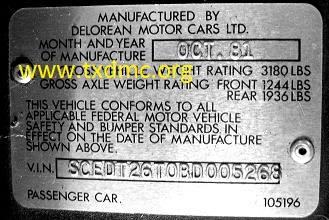 MANUFACTURED BY
DELOREAN MOTOR CARS LTD.
MONTH AND YEAR
OF MANUFACTURE OCT. 81
www.txdmc.org
WEIGHT RATING 3180 LBS
GROSS AXLE WEIGHT RATING FRONT 1244 LBS
REAR 1936 LBS
THIS VEHICLE CONFORMS TO ALL
APPLICABLE FEDERAL MOTOR VEHICLE
SAFETY AND BUMPER STANDARDS IN
EFFECT ON THE DATE OF MANUFACTURE
SHOWN ABOVE.
V.I.N. SCEDT26T0BD005268
PASSENGER CAR. 105196